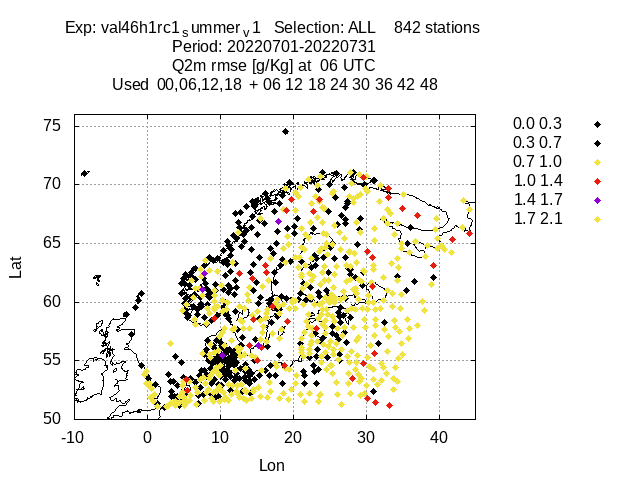 Exp: val46h1rc1summerv1 Selection: ALL 842 stations
Period: 20220701-20220731
Q2m rmse [g/Kg] at 06 UTC
Used 00,06,12,18 + 06 12 18 24 30 36 42 48
0.0 0.3
0.3 0.7
0.7 1.0
1.0 1.4
1.4 1.7
1.7 2.1
75
70
65
60
55
50
Lat
-10 0 10 20 30 40
Lon